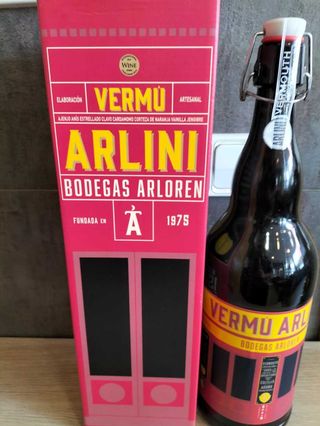 WINE
ELABORACIÓN VERMÚ ARTESANAL
AJENJO ANÍS ESTRELLADO CLAVO CARDAMOMO CORTEZA DE NARANJA VAINILLA JENGIBRE
ARLINI
BODEGAS ARLOREN
FUNDADA EN Á 1975
ARLINI VERMOUTH
VERMÚ ARL
BODEGAS ARLOREN